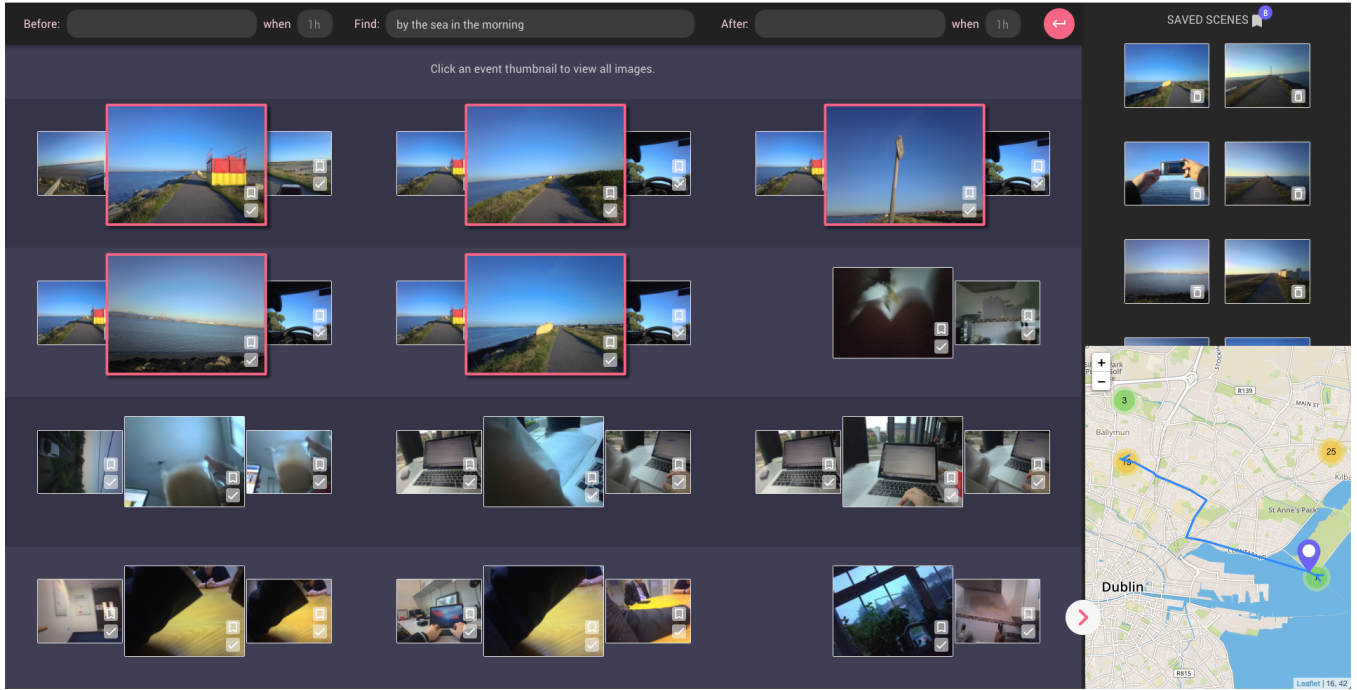 Before: when 1h Find: by the sea in the morning After: when 1h
SAVED SCENES 8
Click an event thumbnail to view all images.
+
−
R139
MAIN ST
3
Ballymun
25
13
St Anne's Park
Dublin
R815
Leaflet | 16, 42